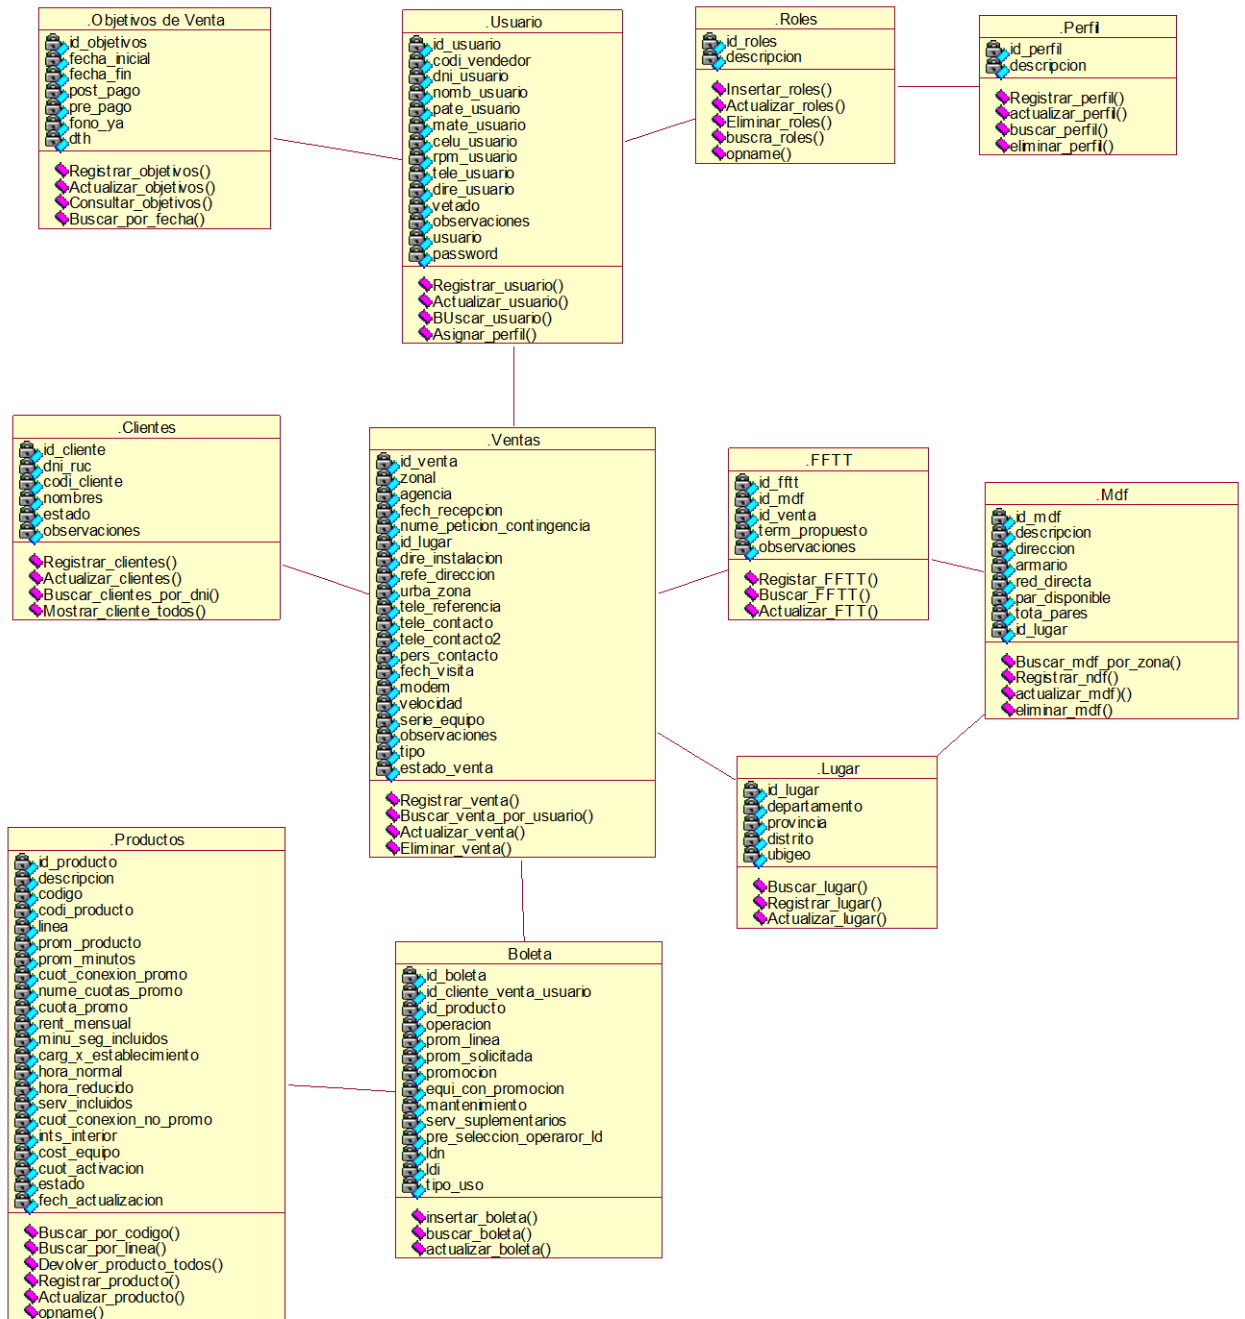 .Objetivos de Venta
id_objetivos
fecha_inicial
fecha_fin
post_pago
pre_pago
fono_ya
dth
Registrar_objetivos()
Actualizar_objetivos()
Consultar_objetivos()
Buscar_por_fecha()
.Usuario
id_usuario
codi_vendedor
dni_usuario
nomb_usuario
pate_usuario
mate_usuario
celu_usuario
rpm_usuario
tele_usuario
dire_usuario
vetado
observaciones
usuario
password
Registrar_usuario()
Actualizar_usuario()
BUscar_usuario()
Asignar_perfil()
.Roles
id_roles
descripcion
Insertar_roles()
Actualizar_roles()
Eliminar_roles()
buscra_roles()
opname()
.Perfil
id_perfil
descripcion
Registrar_perfil()
actualizar_perfil()
buscar_perfil()
eliminar_perfil()
.Clientes
id_cliente
dni_ruc
codi_cliente
nombres
estado
observaciones
Registrar_clientes()
Actualizar_clientes()
Buscar_clientes_por_dni()
Mostrar_cliente_todos()
.Ventas
id_venta
zonal
agencia
fech_recepcion
nume_peticion_contingencia
id_lugar
dire_instalacion
refe_direccion
urba_zona
tele_referencia
tele_contacto
tele_contacto2
pers_contacto
fech_visita
modem
velocidad
serie_equipo
observaciones
tipo
estado_venta
Registrar_venta()
Buscar_venta_por_usuario()
Actualizar_venta()
Eliminar_venta()
.FFTT
id_fftt
id_mdf
id_venta
term_propuesto
observaciones
Registar_FFTT()
Buscar_FFTT()
Actualizar_FTT()
.Mdf
id_mdf
descripcion
direccion
armario
red_directa
par_disponible
tota_pares
id_lugar
Buscar_mdf_por_zona()
Registrar_ndf()
actualizar_mdf)()
eliminar_mdf()
.Lugar
id_lugar
departamento
provincia
distrito
ubigeo
Buscar_lugar()
Registrar_lugar()
Actualizar_lugar()
.Productos
id_producto
descripcion
codigo
codi_producto
linea
prom_producto
prom_minutos
cuot_conexion_promo
nume_cuotas_promo
cuota_promo
rent_mensual
minu_seg_incluidos
carg_x_establecimiento
hora_normal
hora_reducido
serv_incluidos
cuot_conexion_no_promo
ints_interior
cost_equipo
cuot_activacion
estado
fech_actualizacion
Buscar_por_codigo()
Buscar_por_linea()
Devolver_producto_todos()
Registrar_producto()
Actualizar_producto()
opname()
Boleta
id_boleta
id_cliente_venta_usuario
id_producto
operacion
prom_linea
prom_solicitada
promocion
equi_con_promocion
mantenimiento
serv_suplementarios
pre_seleccion_operaror_ld
ldn
ldi
tipo_uso
insertar_boleta()
buscar_boleta()
actualizar_boleta()